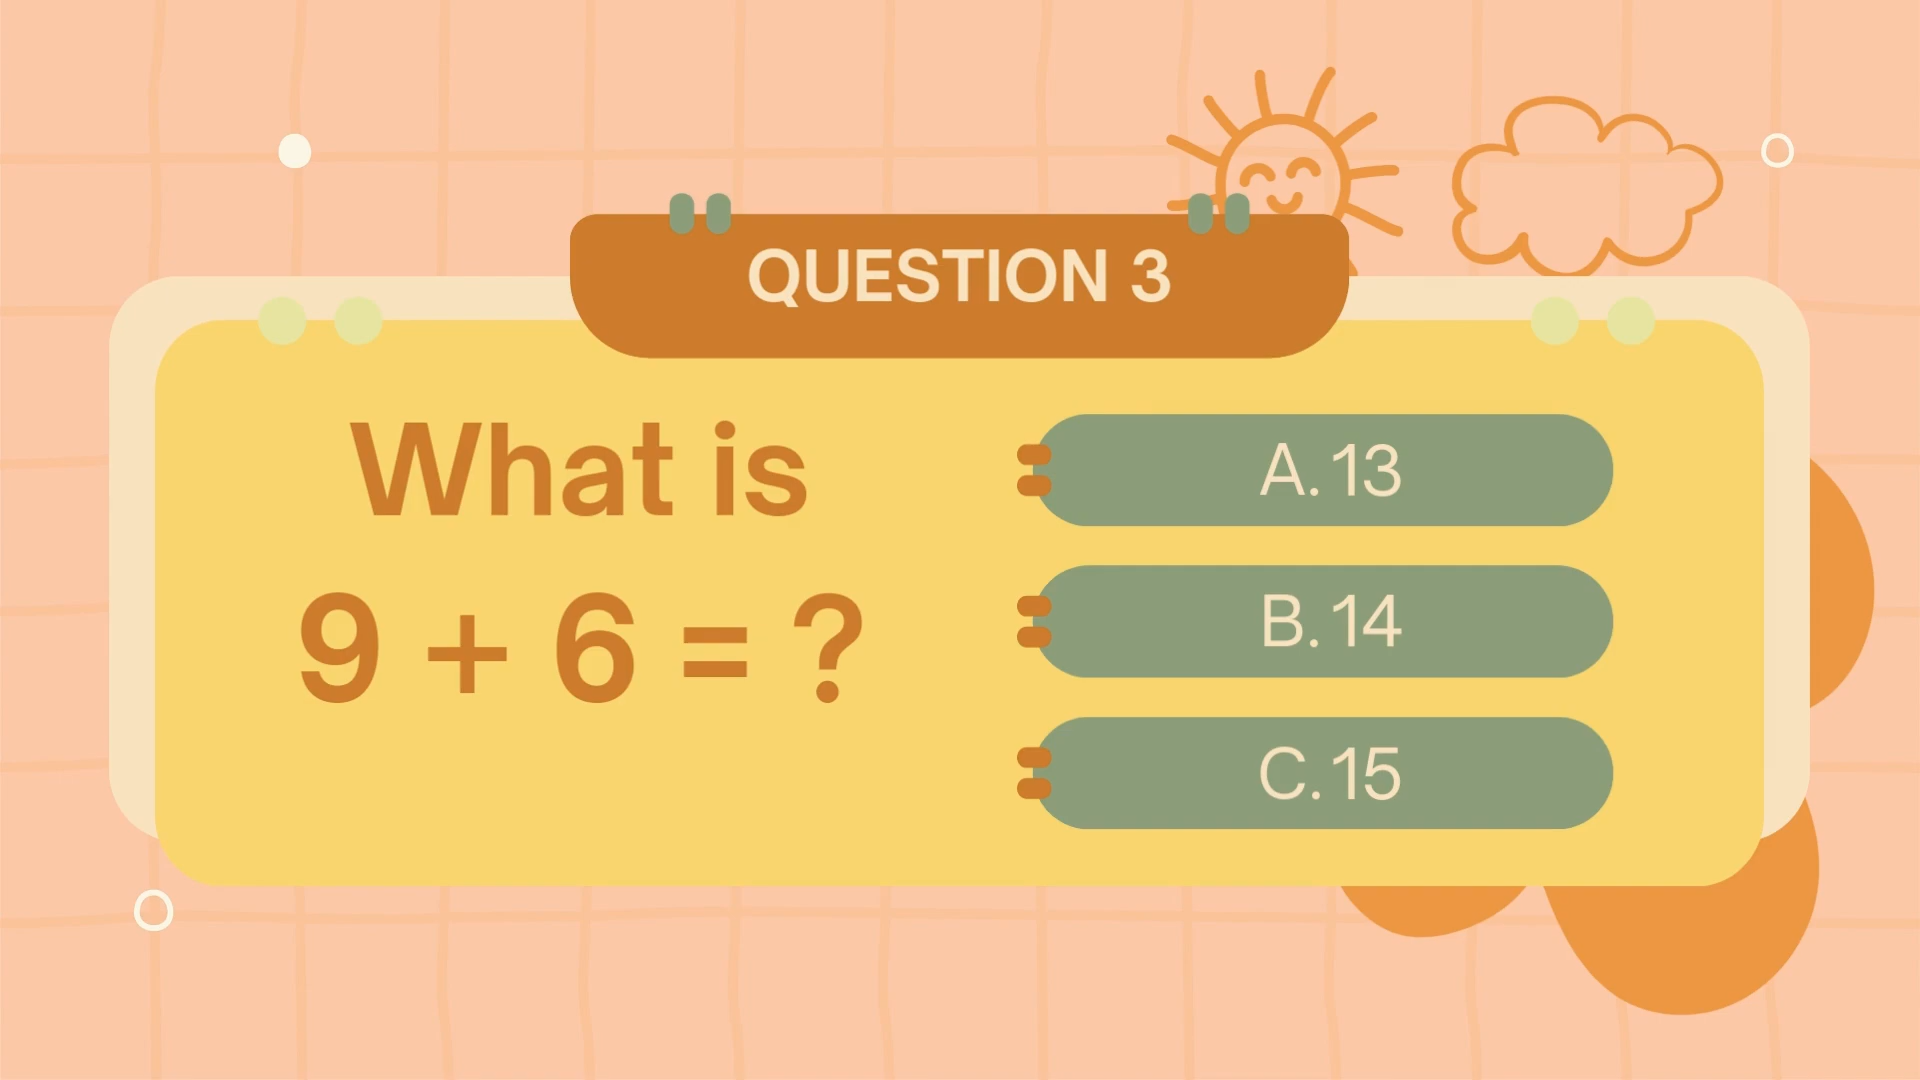 QUESTION 3
What is
9 + 6 = ?
A. 13
B. 14
C. 15